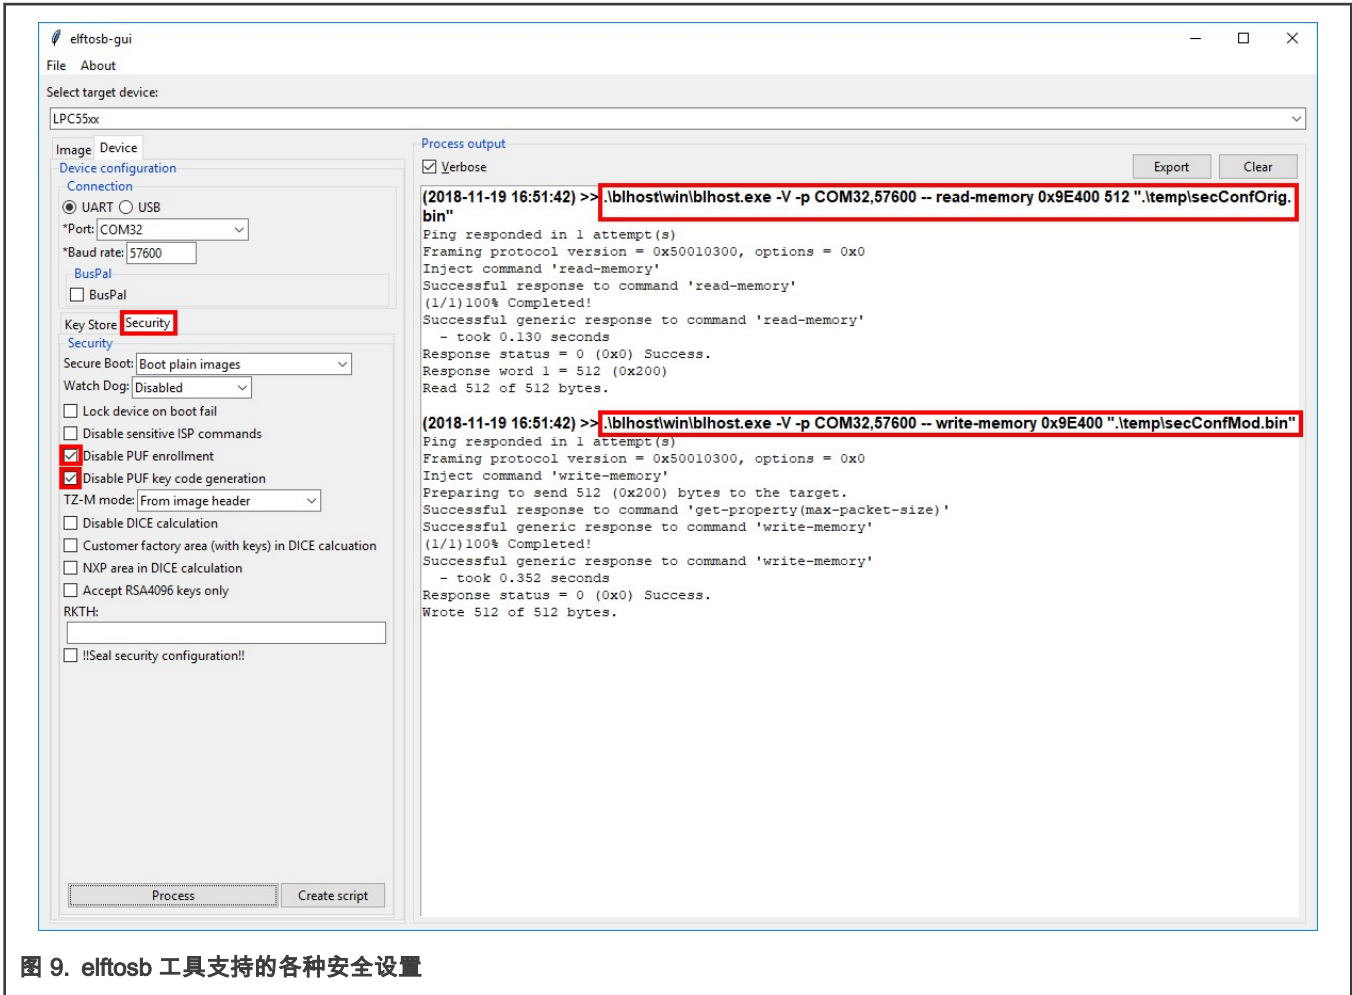 elftosb-gui
File About
Select target device:
LPC55xx
Image Device
Device configuration
Connection
UART USB
*Port: COM32
*Baud rate: 57600
BusPal
BusPal
Key Store Security
Security
Secure Boot: Boot plain images
Watch Dog: Disabled
Lock device on boot fail
Disable sensitive ISP commands
Disable PUF enrollment
Disable PUF key code generation
TZ-M mode: From image header
Disable DICE calculation
Customer factory area (with keys) in DICE calcuation
NXP area in DICE calculation
Accept RSA4096 keys only
RKTH:
!!Seal security configuration!!
Process Create script
Process output
Verbose Export Clear
(2018-11-19 16:51:42) >> .\blhost\win\blhost.exe -V -p COM32,57600 -- read-memory 0x9E400 512 ".\temp\secConfOrig.
bin"
Ping responded in 1 attempt(s)
Framing protocol version = 0x50010300, options = 0x0
Inject command 'read-memory'
Successful response to command 'read-memory'
(1/1)100% Completed!
Successful generic response to command 'read-memory'
- took 0.130 seconds
Response status = 0 (0x0) Success.
Response word 1 = 512 (0x200)
Read 512 of 512 bytes.
(2018-11-19 16:51:42) >> .\blhost\win\blhost.exe -V -p COM32,57600 -- write-memory 0x9E400 ".\temp\secConfMod.bin"
Ping responded in 1 attempt(s)
Framing protocol version = 0x50010300, options = 0x0
Inject command 'write-memory'
Preparing to send 512 (0x200) bytes to the target.
Successful response to command 'get-property(max-packet-size)'
Successful generic response to command 'write-memory'
(1/1)100% Completed!
Successful generic response to command 'write-memory'
- took 0.352 seconds
Response status = 0 (0x0) Success.
Wrote 512 of 512 bytes.
图 9. elftosb 工具支持的各种安全设置